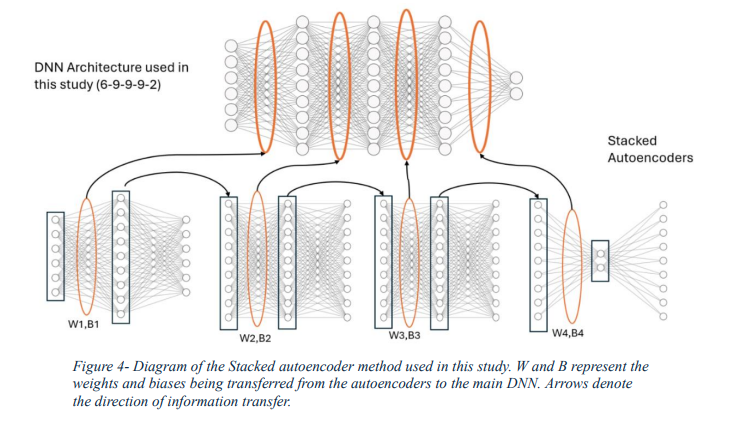 DNN Architecture used in
this study (6-9-9-9-2)
Stacked
Autoencoders
W1,B1
W2,B2
W3,B3
W4,B4
Figure 4- Diagram of the Stacked autoencoder method used in this study. W and B represent the
weights and biases being transferred from the autoencoders to the main DNN. Arrows denote
the direction of information transfer.